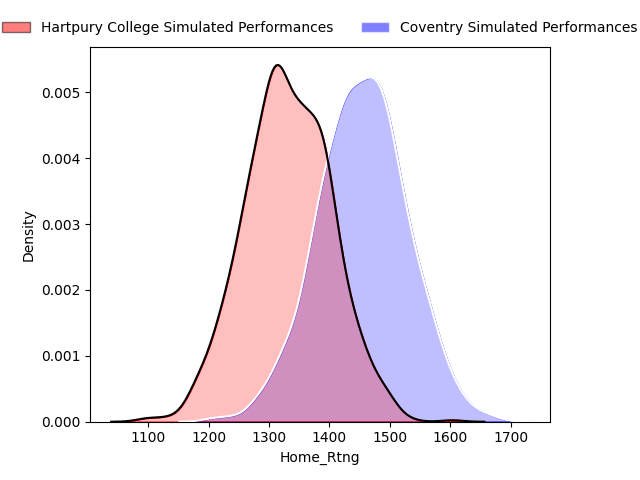 Hartpury College Simulated Performances
Coventry Simulated Performances
0.005
0.004
0.003
0.002
0.001
0.000
Density
1100 1200 1300 1400 1500 1600 1700
Home_Rtng